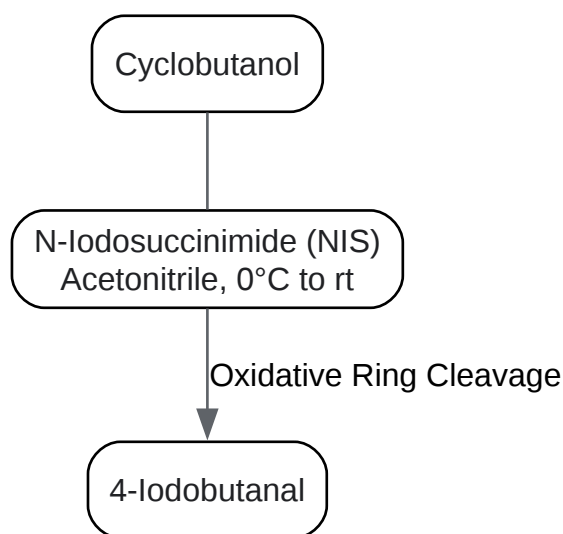 Cyclobutanol
N-Iodosuccinimide (NIS)
Acetonitrile, 0°C to rt
Oxidative Ring Cleavage
4-Iodobutanal